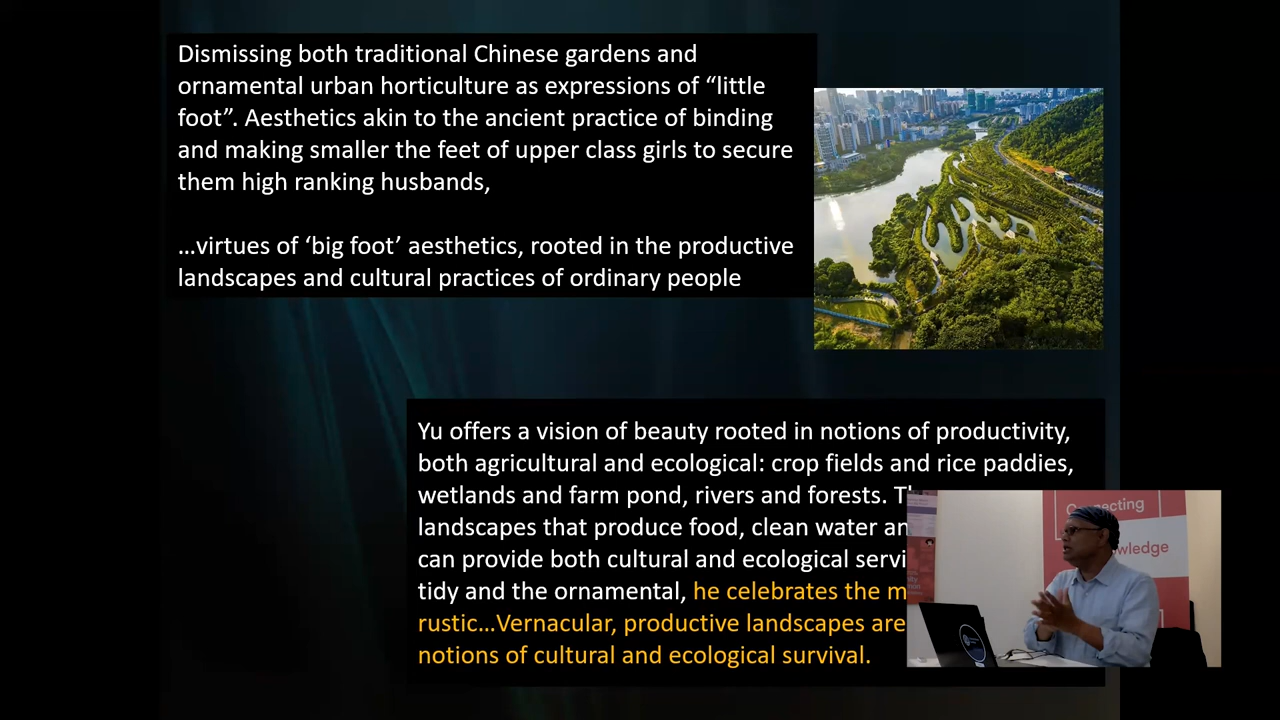 Dismissing both traditional Chinese gardens and
ornamental urban horticulture as expressions of “little
foot”. Aesthetics akin to the ancient practice of binding
and making smaller the feet of upper class girls to secure
them high ranking husbands,
…virtues of ‘big foot’ aesthetics, rooted in the productive
landscapes and cultural practices of ordinary people
Yu offers a vision of beauty rooted in notions of productivity,
both agricultural and ecological: crop fields and rice paddies,
wetlands and farm pond, rivers and forests.
landscapes that produce food, clean water
can provide both cultural and ecological
tidy and the ornamental, he celebrates the
rustic…Vernacular, productive landscapes are
notions of cultural and ecological survival.
Connecting